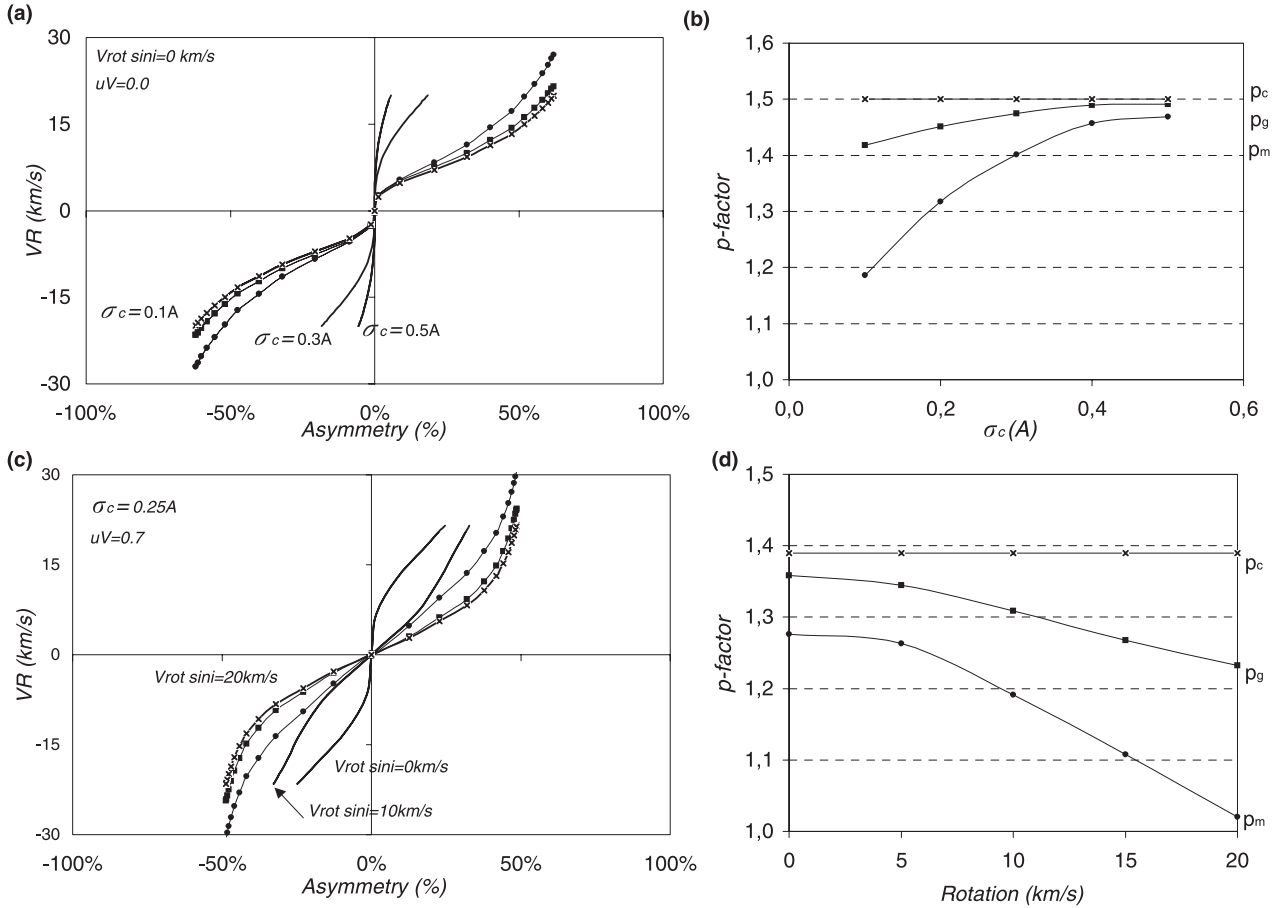 (a)
30
15
0
-15
-30
VR (km/s)
Vrot sini=0 km/s
uV=0.0
σc=0.1A
σc=0.3A
σc=0.5A
-100%
-50%
0%
50%
100%
Asymmetry (%)
(b)
1,6
1,5
1,4
1,3
1,2
1,1
1,0
p-factor
pc
pg
pm
0,0
0,2
0,4
0,6
σc(A)
(c)
30
15
0
-15
-30
VR (km/s)
σc=0.25A
uV=0.7
Vrot sini=20km/s
Vrot sini=0km/s
Vrot sini=10km/s
-100%
-50%
0%
50%
100%
Asymmetry (%)
(d)
1,5
1,4
1,3
1,2
1,1
1,0
p-factor
pc
pg
pm
0
5
10
15
20
Rotation (km/s)